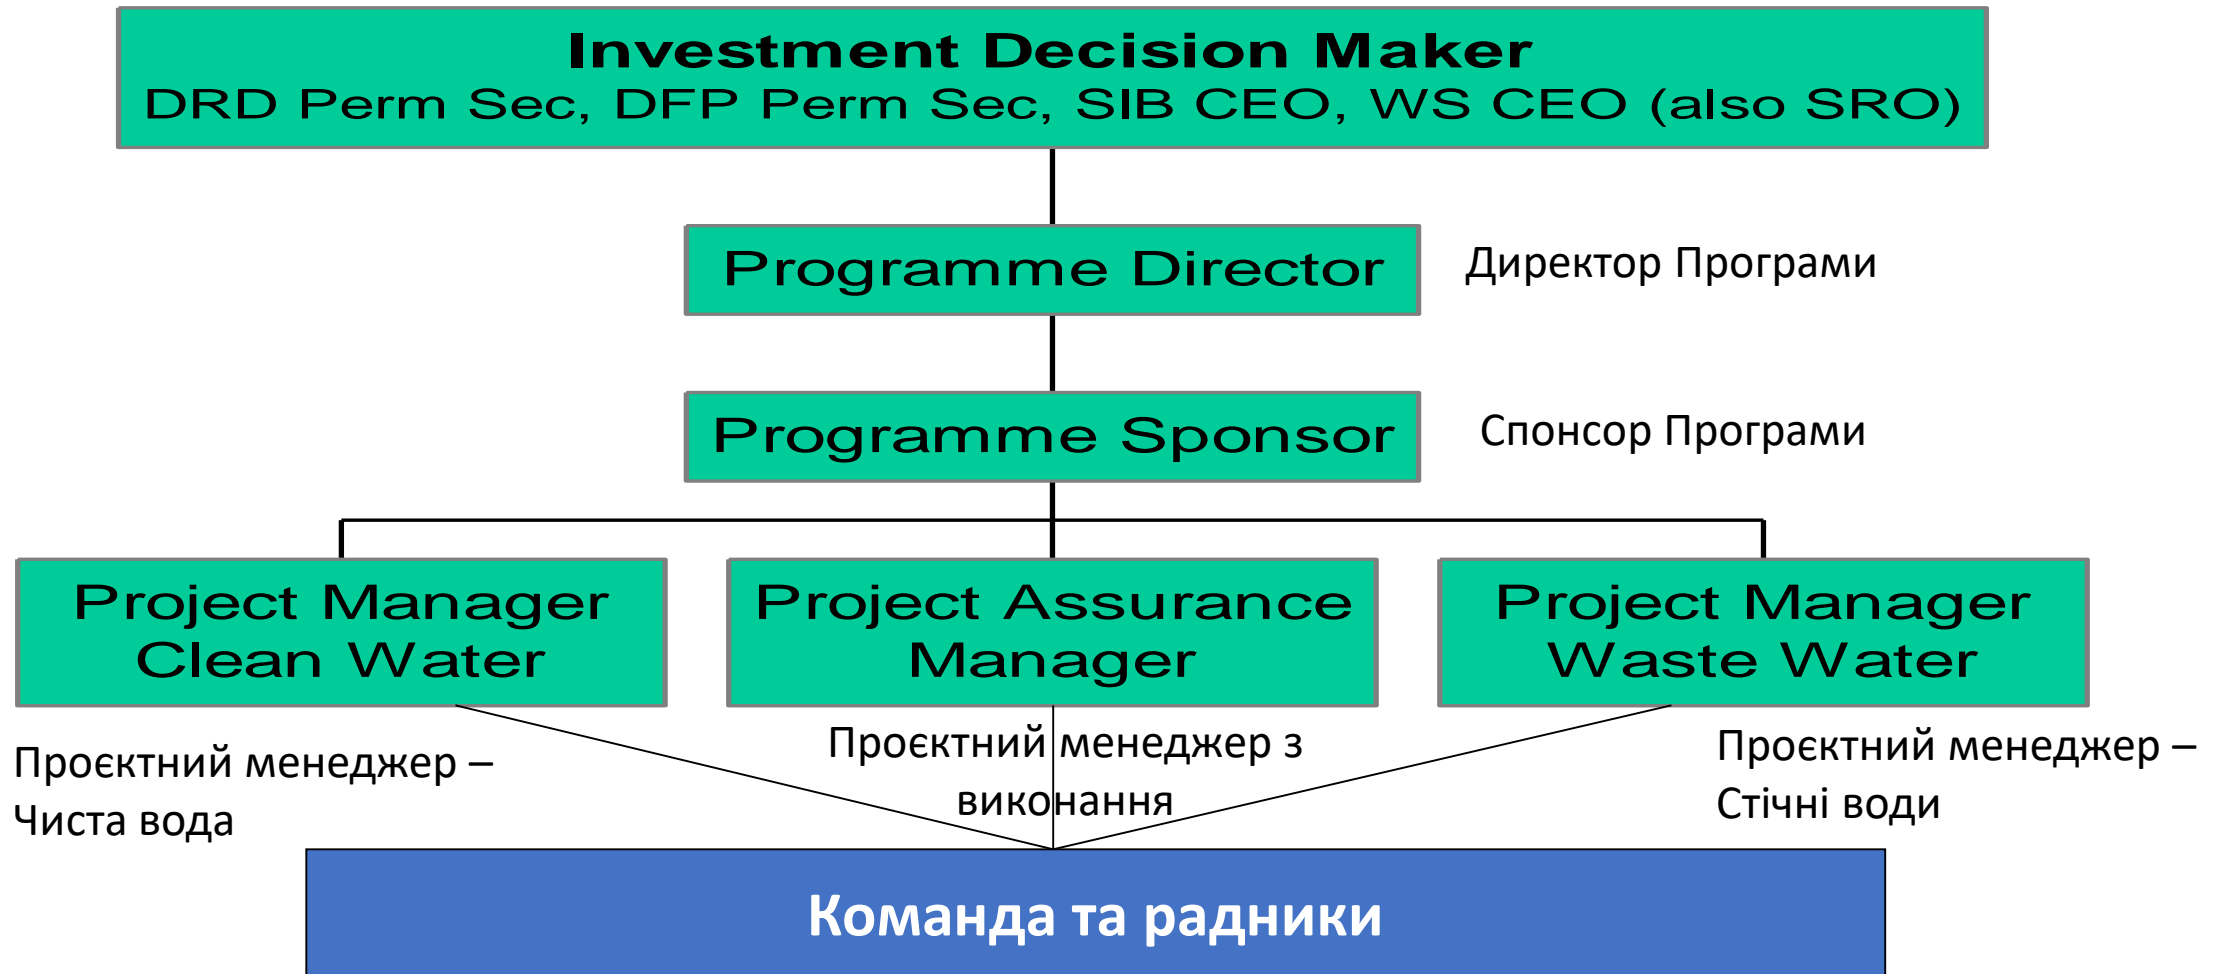 Investment Decision Maker
DRD Perm Sec, DFP Perm Sec, SIB CEO, WS CEO (also SRO)
Programme Director
Директор Програми
Programme Sponsor
Спонсор Програми
Project Manager
Clean Water
Project Assurance
Manager
Project Manager
Waste Water
Проєктний менеджер –
Чиста вода
Проєктний менеджер з
виконання
Проєктний менеджер –
Стічні води
Команда та радники